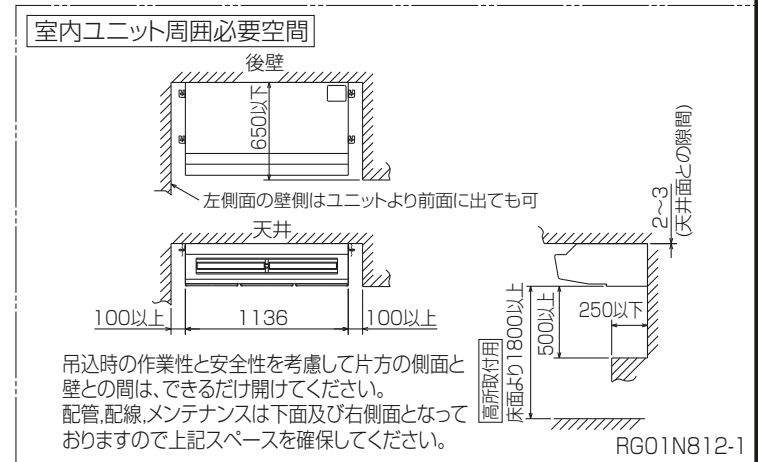 室内ユニット周囲必要空間
後壁
650以下
左側面の壁側はユニットより前面に出ても可
2~3
(天井面との隙間)
天井
100以上
1136
100以上
250以下
500以上
床面より1800以上
高所取付用
吊込時の作業性と安全性を考慮して片方の側面と
壁との間は、できるだけ開けてください。
配管,配線,メンテナンスは下面及び右側面となって
おりますので上記スペースを確保してください。
RG01N812-1